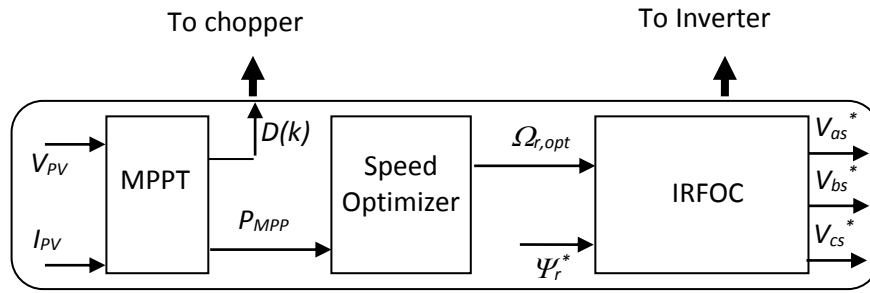 To chopper
To Inverter
V_PV
I_PV
MPPT
D(k)
P_MPP
Speed
Optimizer
Ω_r,opt
Ψ_r^*
IRFOC
V_as^*
V_bs^*
V_cs^*